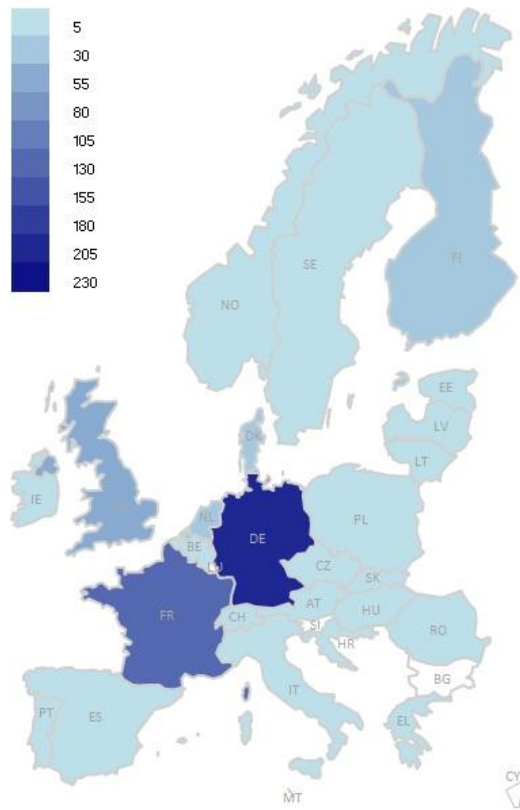 5
30
55
80
105
130
155
180
205
230
FI
SE
NO
EE
LV
LT
DK
IE
NL
DE
PL
BE
LU
CZ
SK
FR
AT
HU
CH
SI
RO
HR
BG
IT
PT
ES
EL
CY
MT